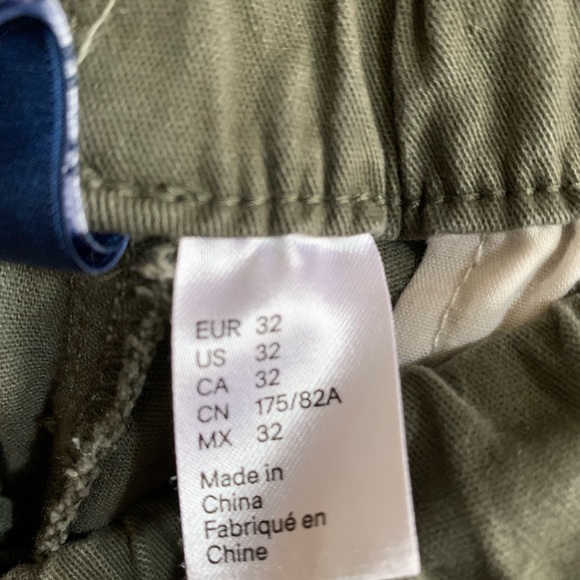 EUR 32
US 32
CA 32
CN 175/82A
MX 32
Made in
China
Fabriqué en
Chine